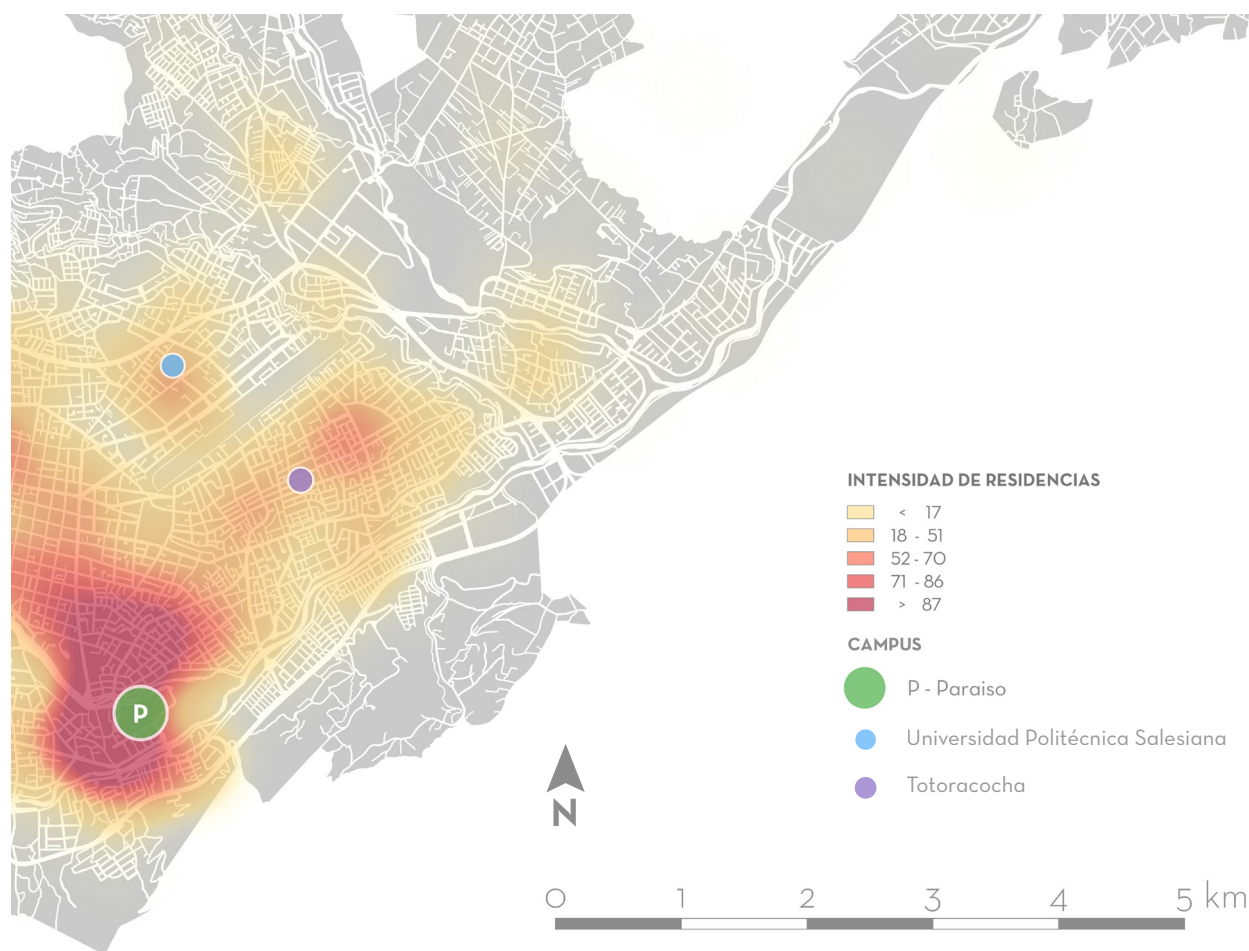 INTENSIDAD DE RESIDENCIAS
< 17
18 - 51
52 - 70
71 - 86
> 87
CAMPUS
P - Paraiso
Universidad Politécnica Salesiana
Totoracocha
P
N
0 1 2 3 4 5 km